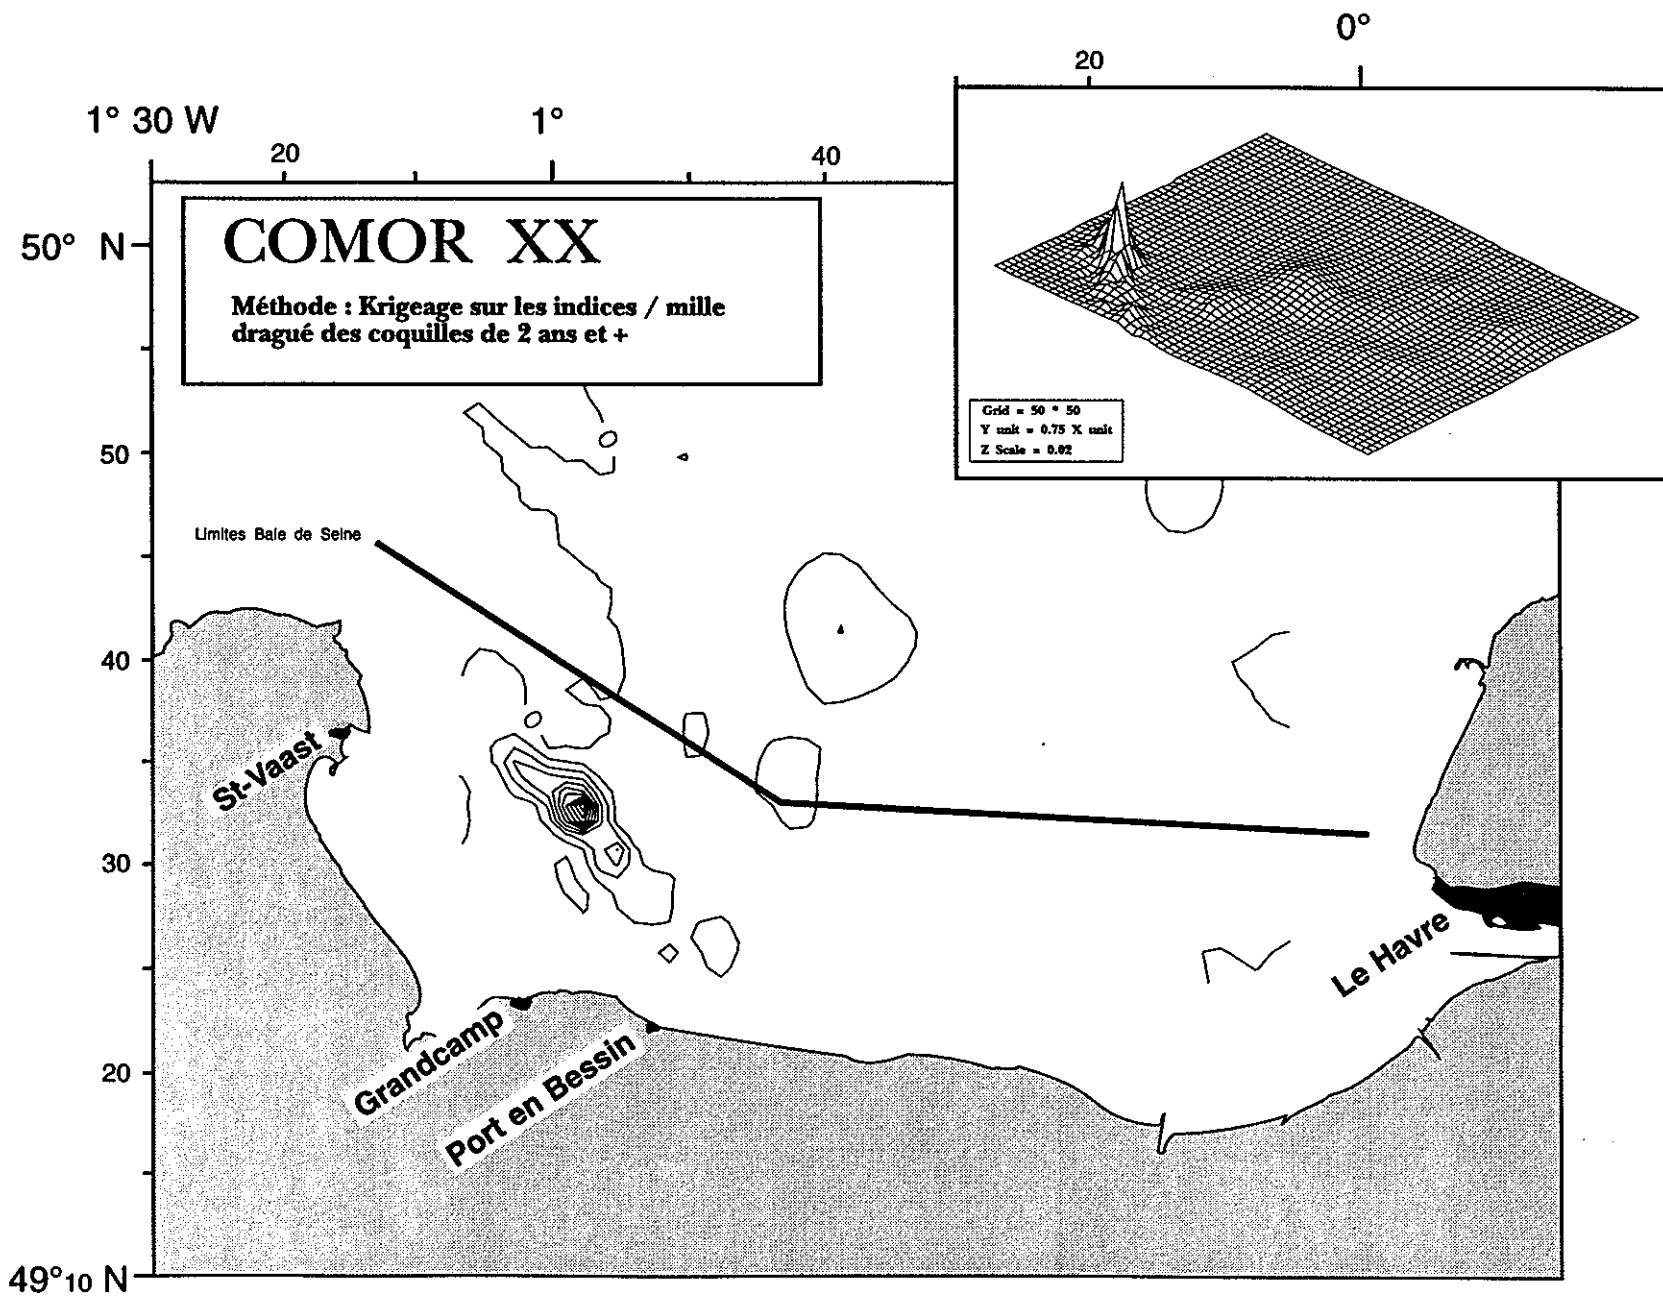 0°
20
1° 30 W
1°
20
40
50° N
COMOR XX
Méthode : Krigeage sur les indices / mille
dragué des coquilles de 2 ans et +
Grid = 50 * 50
Y unit = 0.75 X unit
Z Scale = 0.02
0
50
Limites Baie de Seine
40
0
St-Vaast
30
Le Havre
Grandcamp
Port en Bessin
20
49°10 N